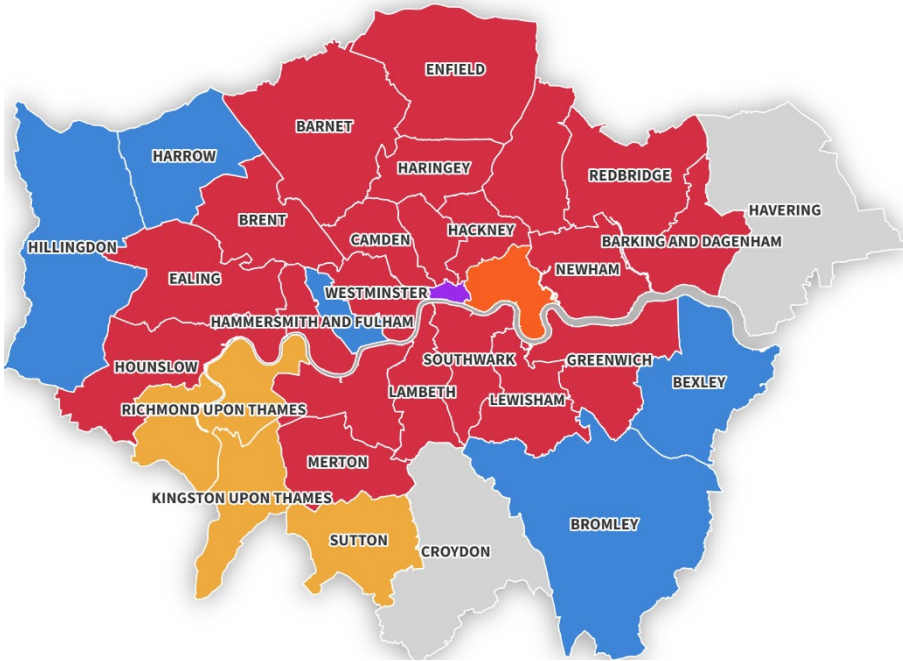 ENFIELD
BARNET
HARROW
HARINGEY
REDBRIDGE
HAVERING
BRENT
HACKNEY
CAMDEN
BARKING AND DAGENHAM
HILLINGDON
NEWHAM
EALING
WESTMINSTER
HAMMERSMITH AND FULHAM
SOUTHWARK
GREENWICH
HOUNSLOW
BEXLEY
LAMBETH
LEWISHAM
RICHMOND UPON THAMES
MERTON
KINGSTON UPON THAMES
BROMLEY
SUTTON
CROYDON